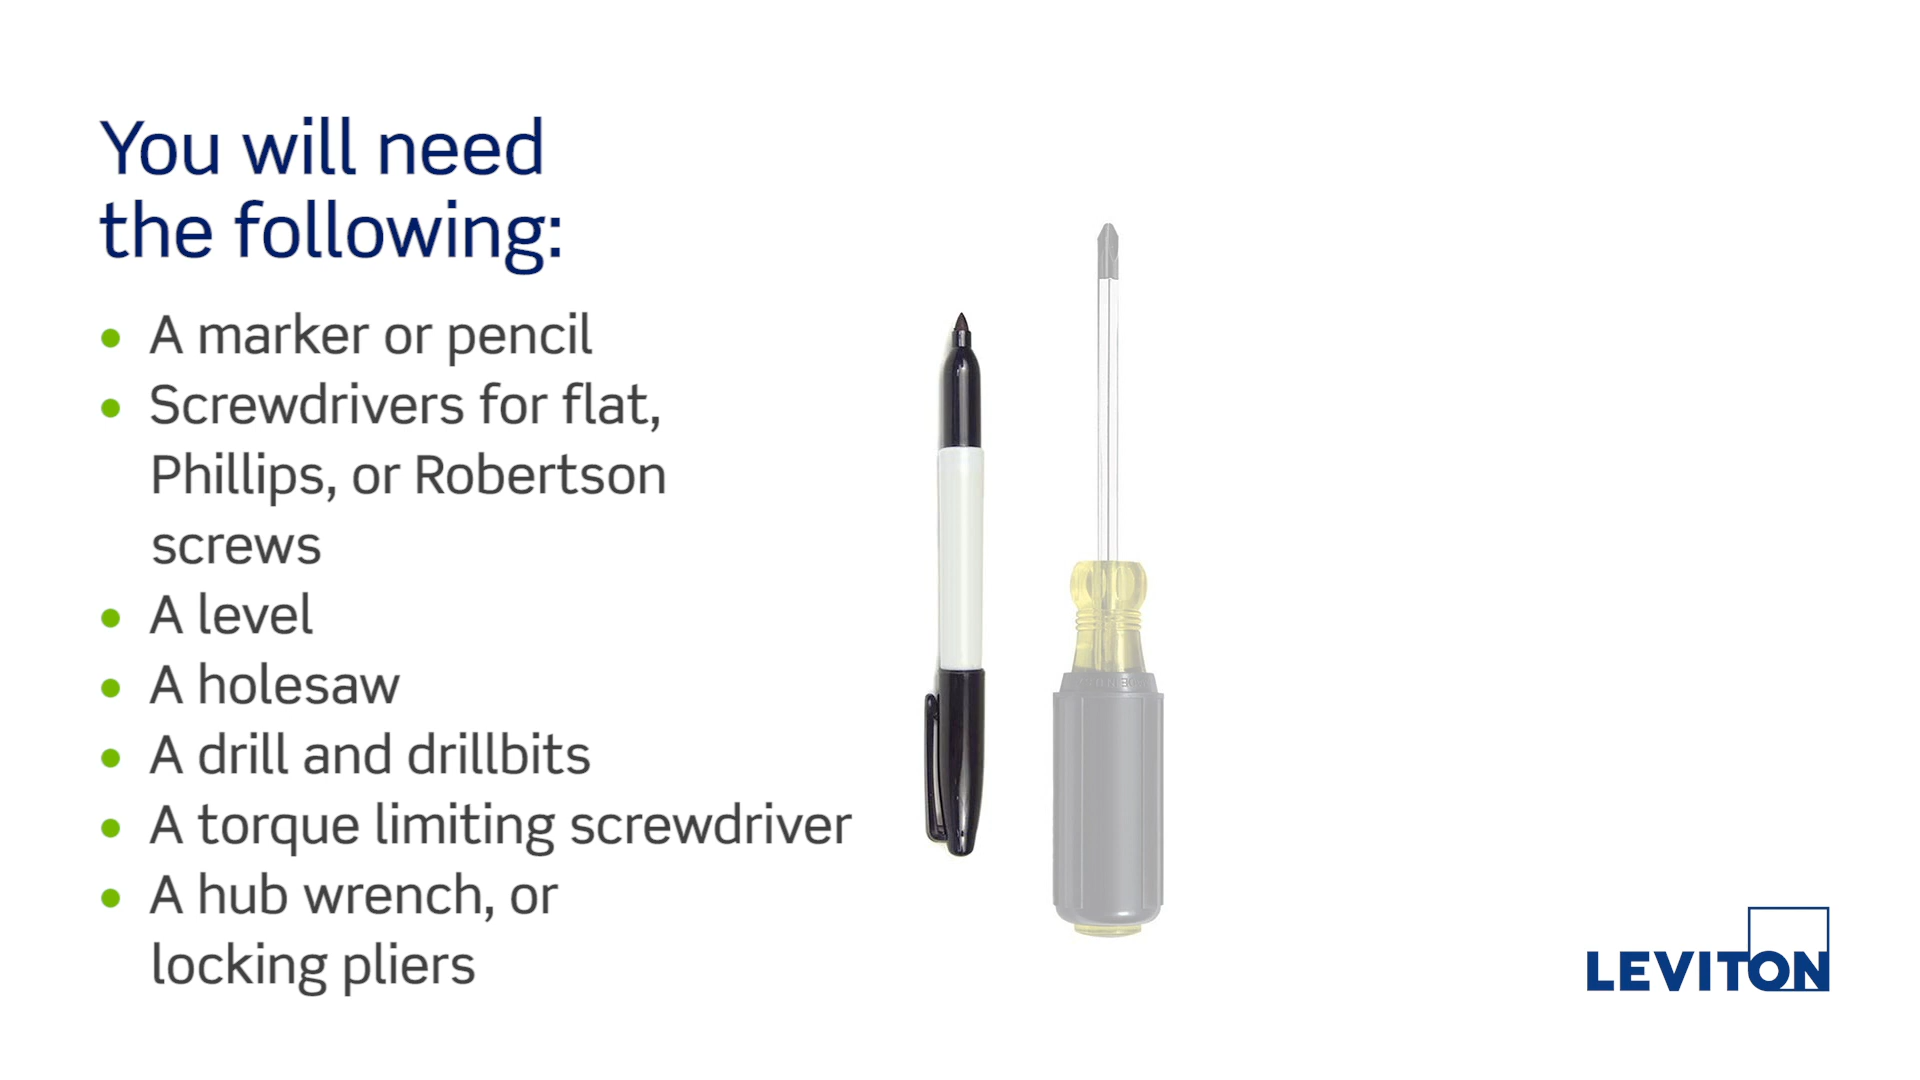 You will need
the following:
• A marker or pencil
• Screwdrivers for flat,
Phillips, or Robertson
screws
• A level
• A holesaw
• A drill and drillbits
• A torque limiting screwdriver
• A hub wrench, or
locking pliers
LEVITON